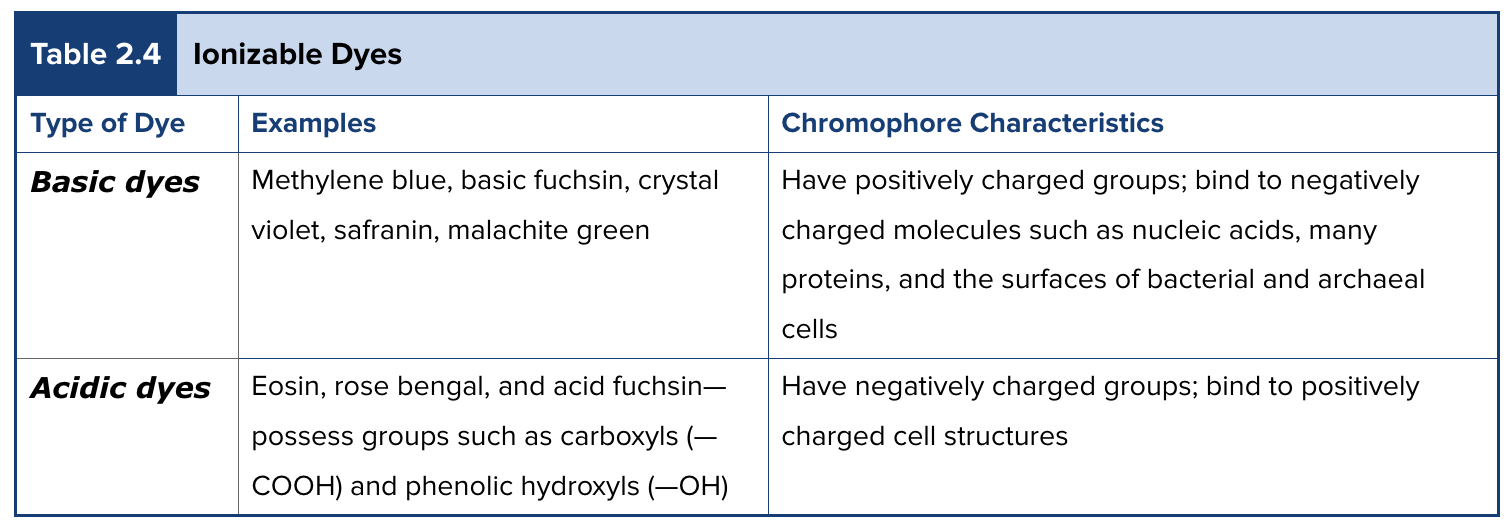 Table 2.4 Ionizable Dyes
Type of Dye Examples Chromophore Characteristics
Basic dyes Methylene blue, basic fuchsin, crystal Have positively charged groups; bind to negatively
violet, safranin, malachite green charged molecules such as nucleic acids, many
proteins, and the surfaces of bacterial and archaeal
cells
Acidic dyes Eosin, rose bengal, and acid fuchsin— Have negatively charged groups; bind to positively
possess groups such as carboxyls (— charged cell structures
COOH) and phenolic hydroxyls (—OH)